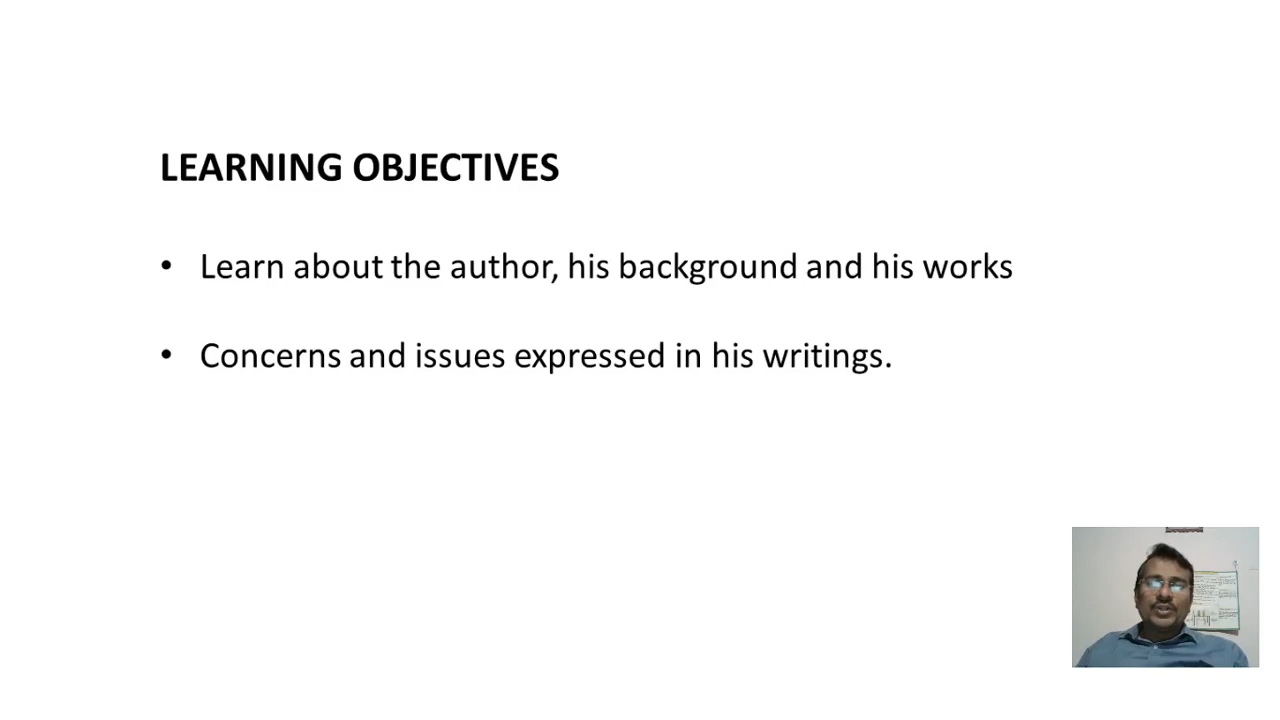 LEARNING OBJECTIVES
• Learn about the author, his background and his works
• Concerns and issues expressed in his writings.